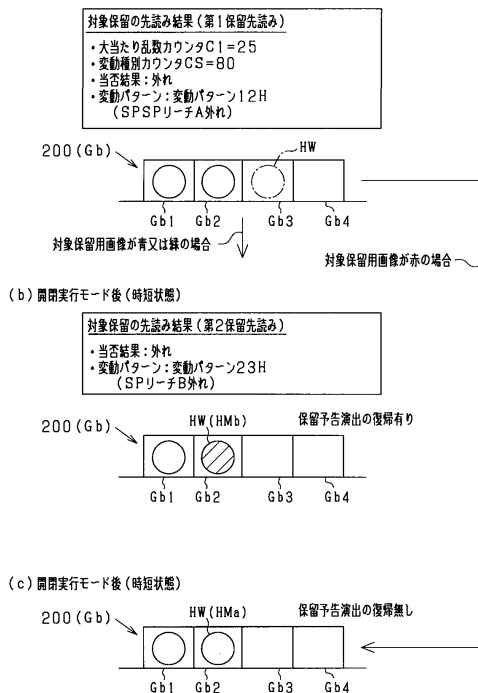 対象保留の先読み結果(第1保留先読み)
・大当たり乱数カウンタC1=25
・変動種別カウンタCS=80
・当否結果:外れ
・変動パターン:変動パターン12H
(SPSPリーチA外れ)
200(Gb)
HW
Gb1 Gb2 Gb3 Gb4
対象保留用画像が青又は緑の場合
対象保留用画像が赤の場合
(b)開閉実行モード後(時短状態)
対象保留の先読み結果(第2保留先読み)
・当否結果:外れ
・変動パターン:変動パターン23H
(SPリーチB外れ)
HW(HMb) 保留予告演出の復帰有り
200(Gb)
Gb1 Gb2 Gb3 Gb4
(c)開閉実行モード後(時短状態)
HW(HMa) 保留予告演出の復帰無し
200(Gb)
Gb1 Gb2 Gb3 Gb4